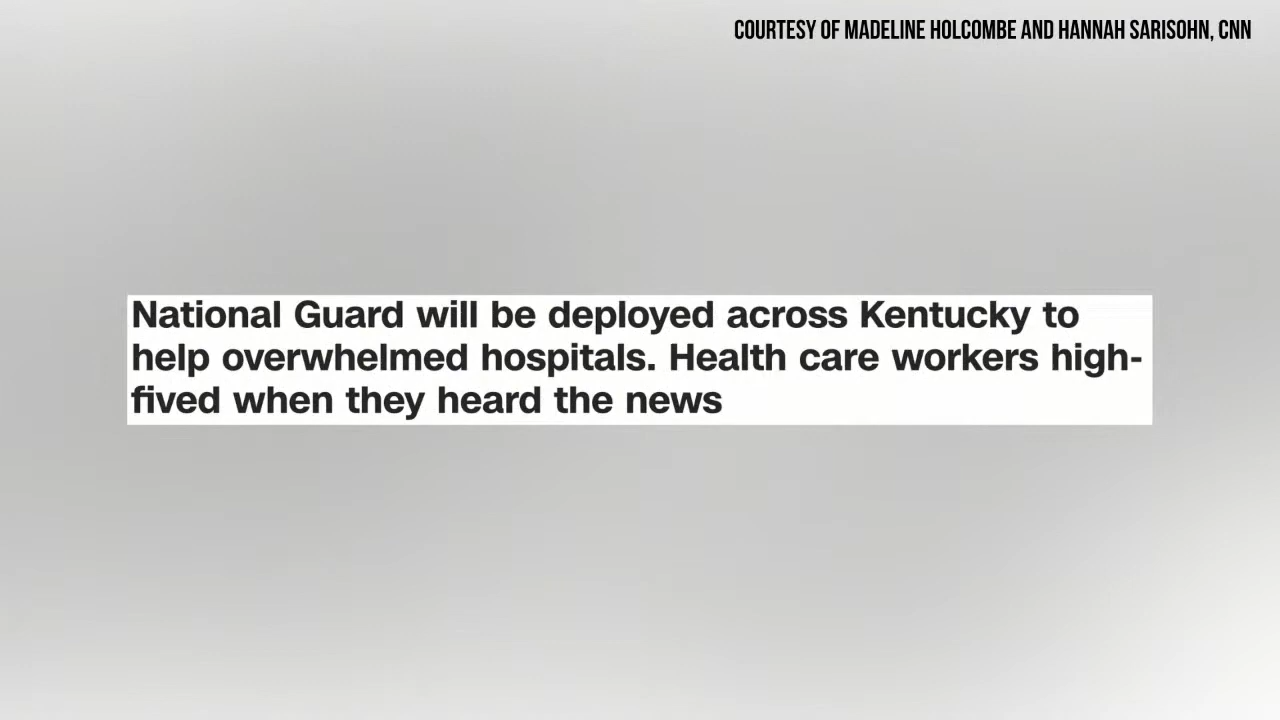 COURTESY OF MADELINE HOLCOMBE AND HANNAH SARISOHN, CNN
National Guard will be deployed across Kentucky to
help overwhelmed hospitals. Health care workers high-
fived when they heard the news